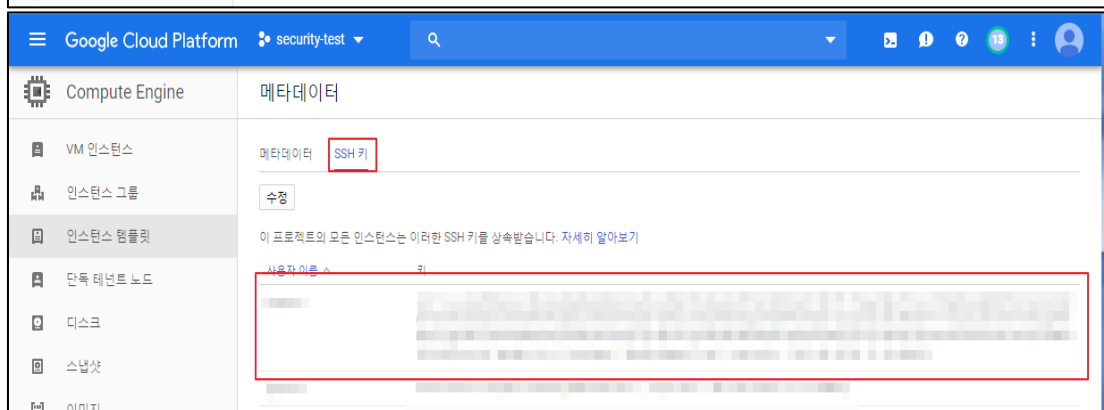 Google Cloud Platform security-test
13
Compute Engine 메타데이터
VM 인스턴스
메타데이터 SSH 키
인스턴스 그룹
수정
인스턴스 템플릿
이 프로젝트의 모든 인스턴스는 이러한 SSH 키를 상속받습니다. 자세히 알아보기
사용자 이름 키
단독 테넌트 노드
디스크
스냅샷
이미지